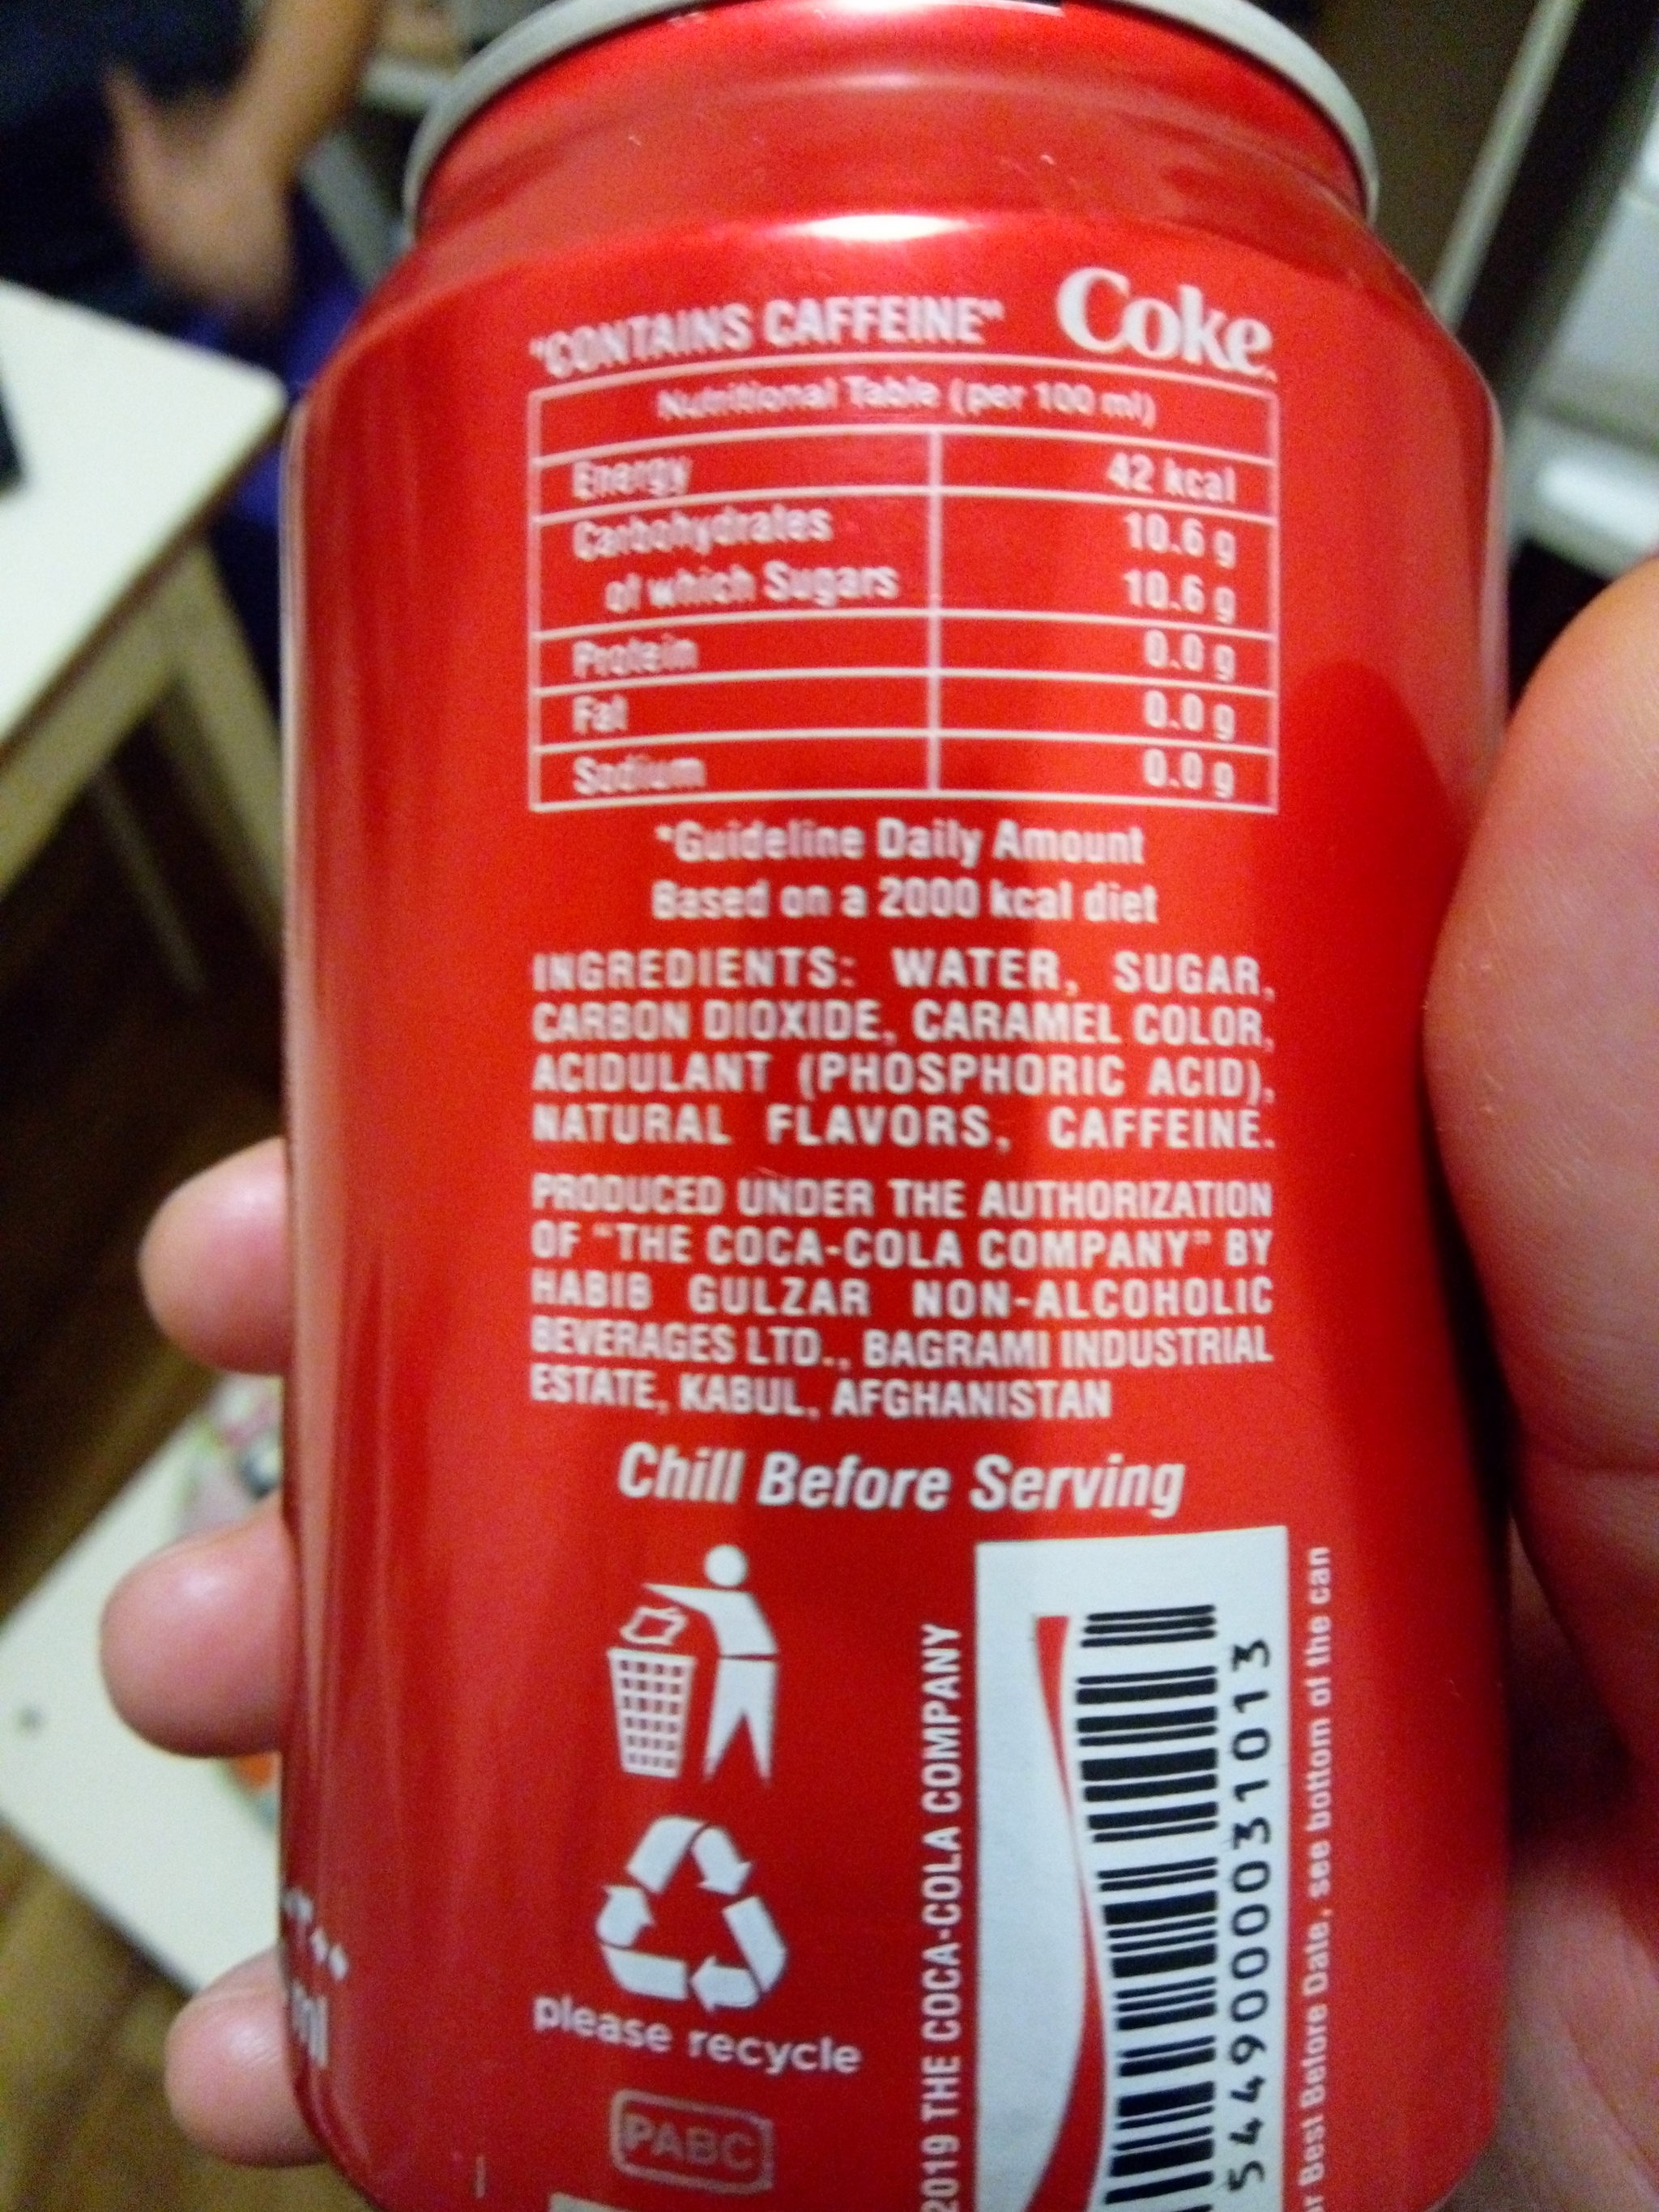 "CONTAINS CAFFEINE" Coke
Nutritional Table (per 100 ml)
Energy 42 kcal
Carbohydrates 10.6 g
of which Sugars 10.6 g
Protein 0.0 g
Fat 0.0 g
Sodium 0.0 g
*Guideline Daily Amount
Based on a 2000 kcal diet
INGREDIENTS: WATER, SUGAR,
CARBON DIOXIDE, CARAMEL COLOR,
ACIDULANT (PHOSPHORIC ACID),
NATURAL FLAVORS, CAFFEINE.
PRODUCED UNDER THE AUTHORIZATION
OF "THE COCA-COLA COMPANY" BY
HABIB GULZAR NON-ALCOHOLIC
BEVERAGES LTD., BAGRAMI INDUSTRIAL
ESTATE, KABUL, AFGHANISTAN
Chill Before Serving
please recycle
PABC
2019 THE COCA-COLA COMPANY
5449000031013
Best Before Date, see bottom of the can
ml